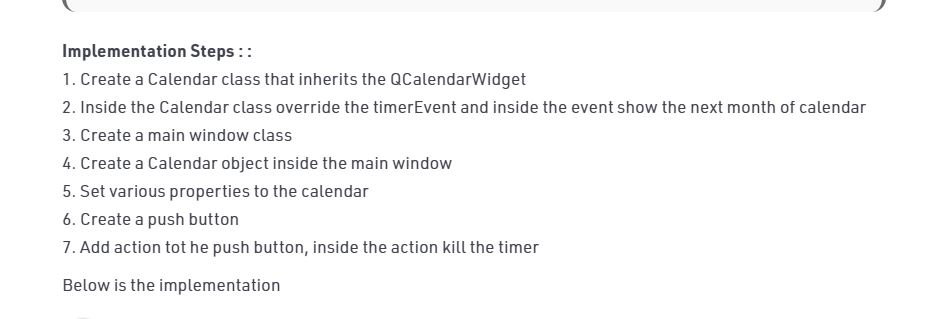 Implementation Steps : :
1. Create a Calendar class that inherits the QCalendarWidget
2. Inside the Calendar class override the timerEvent and inside the event show the next month of calendar
3. Create a main window class
4. Create a Calendar object inside the main window
5. Set various properties to the calendar
6. Create a push button
7. Add action tot he push button, inside the action kill the timer
Below is the implementation